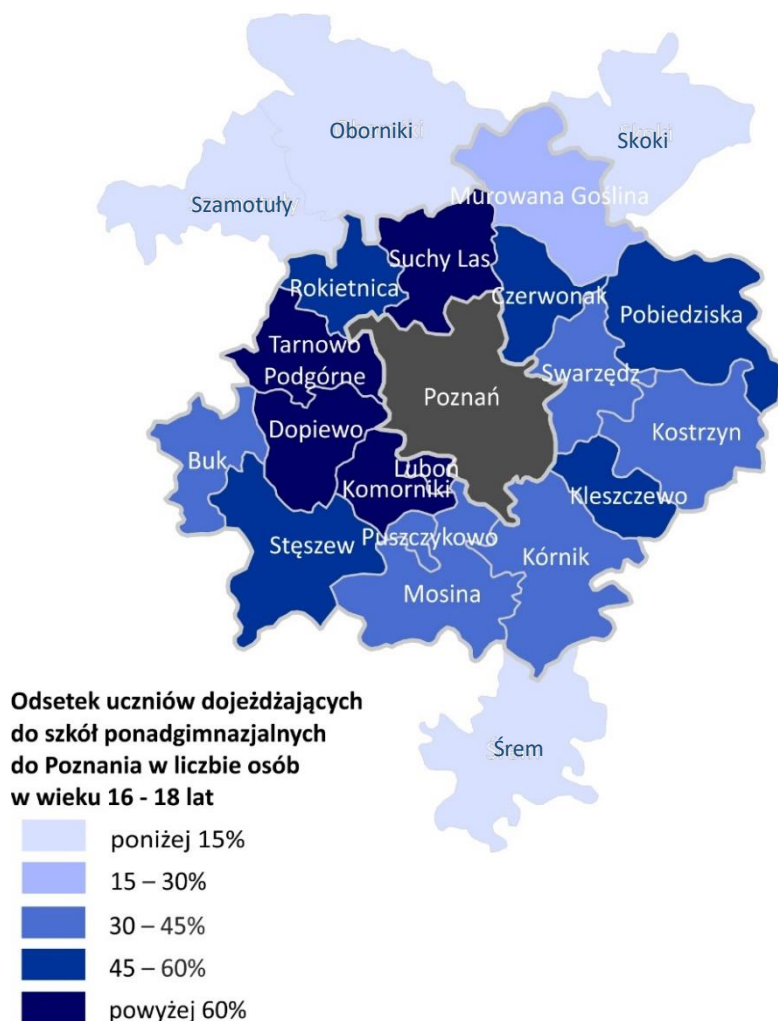 Oborniki
Skoki
Szamotuły
Murowana Goślina
Suchy Las
Rokietnica
Czerwonak
Pobiedziska
Tarnowo
Podgórne
Swarzędz
Poznań
Kostrzyn
Dopiewo
Buk
Luboń
Komorniki
Kleszczewo
Puszczykowo
Stęszew
Kórnik
Mosina
Śrem
Odsetek uczniów dojeżdżających
do szkół ponadgimnazjalnych
do Poznania w liczbie osób
w wieku 16 - 18 lat
poniżej 15%
15 – 30%
30 – 45%
45 – 60%
powyżej 60%